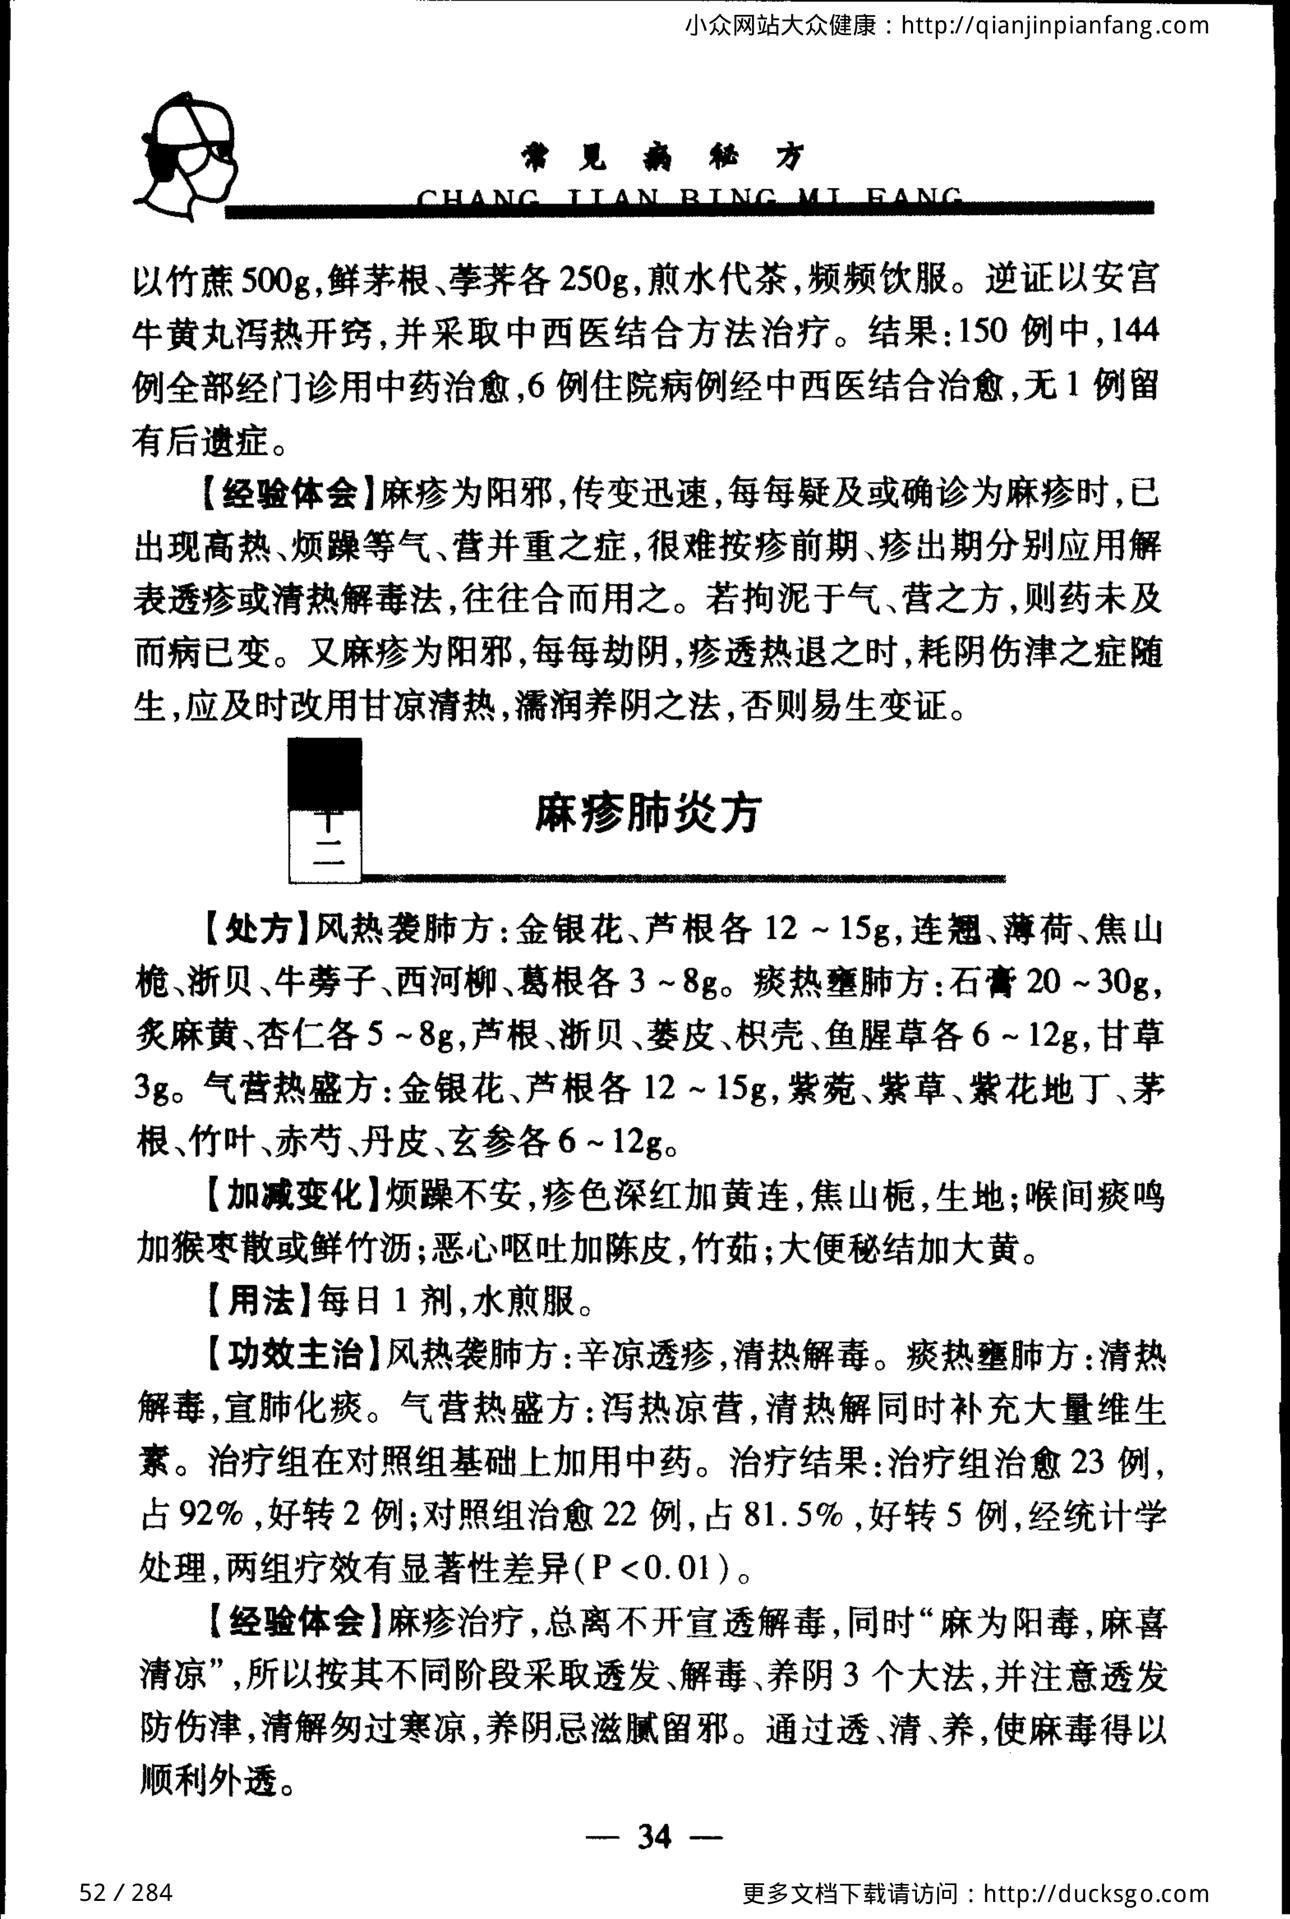 小众网站大众健康：http://qianjinpianfang.com
常见病秘方
CHANG JIAN BING MI FANG
以竹蔗500g,鲜茅根、荸荠各250g,煎水代茶,频频饮服。逆证以安宫
牛黄丸泻热开窍,并采取中西医结合方法治疗。结果:150 例中,144
例全部经门诊用中药治愈,6 例住院病例经中西医结合治愈,无1 例留
有后遗症。
【经验体会】麻疹为阳邪,传变迅速,每每疑及或确诊为麻疹时,已
出现高热、烦躁等气、营并重之症,很难按疹前期、疹出期分别应用解
表透疹或清热解毒法,往往合而用之。若拘泥于气、营之方,则药未及
而病已变。又麻疹为阳邪,每每劫阴,疹透热退之时,耗阴伤津之症随
生,应及时改用甘凉清热,濡润养阴之法,否则易生变证。
十二
麻疹肺炎方
【处方】风热袭肺方:金银花、芦根各 12 ~ 15g,连翘、薄荷、焦山
栀、浙贝、牛蒡子、西河柳、葛根各 3 ~ 8g。痰热壅肺方:石膏 20 ~ 30g,
炙麻黄、杏仁各 5 ~ 8g,芦根、浙贝、蒌皮、枳壳、鱼腥草各 6 ~ 12g,甘草
3g。气营热盛方:金银花、芦根各 12 ~ 15g,紫菀、紫草、紫花地丁、茅
根、竹叶、赤芍、丹皮、玄参各 6 ~ 12g。
【加减变化】烦躁不安,疹色深红加黄连,焦山栀,生地;喉间痰鸣
加猴枣散或鲜竹沥;恶心呕吐加陈皮,竹茹;大便秘结加大黄。
【用法】每日 1 剂,水煎服。
【功效主治】风热袭肺方:辛凉透疹,清热解毒。痰热壅肺方:清热
解毒,宣肺化痰。气营热盛方:泻热凉营,清热解同时补充大量维生
素。治疗组在对照组基础上加用中药。治疗结果:治疗组治愈 23 例,
占 92%,好转 2 例;对照组治愈 22 例,占 81.5%,好转 5 例,经统计学
处理,两组疗效有显著性差异(P <0.01)。
【经验体会】麻疹治疗,总离不开宣透解毒,同时“麻为阳毒,麻喜
清凉”,所以按其不同阶段采取透发、解毒、养阴 3 个大法,并注意透发
防伤津,清解匆过寒凉,养阴忌滋腻留邪。通过透、清、养,使麻毒得以
顺利外透。
— 34 —
52 / 284
更多文档下载请访问：http://ducksgo.com